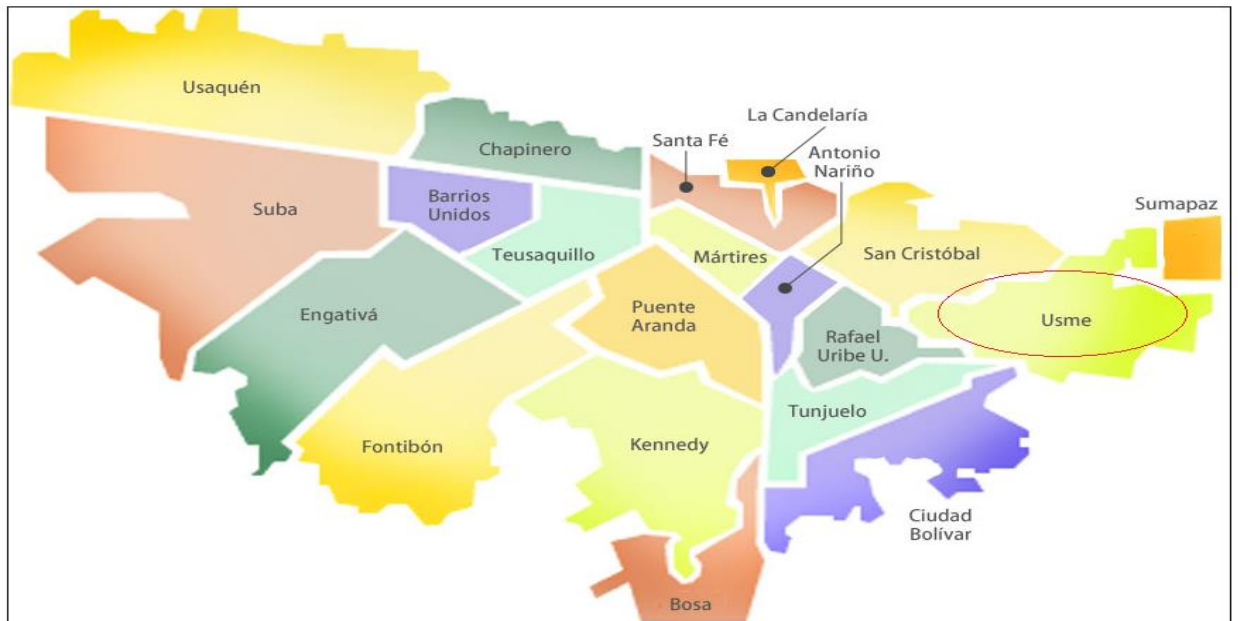 Usaquén
Chapinero
La Candelaría
Santa Fé
Antonio
Nariño
Suba
Barrios
Unidos
Sumapaz
Teusaquillo
Mártires
San Cristóbal
Engativá
Puente
Aranda
Usme
Rafael
Uribe U.
Tunjuelo
Fontibón
Kennedy
Ciudad
Bolívar
Bosa